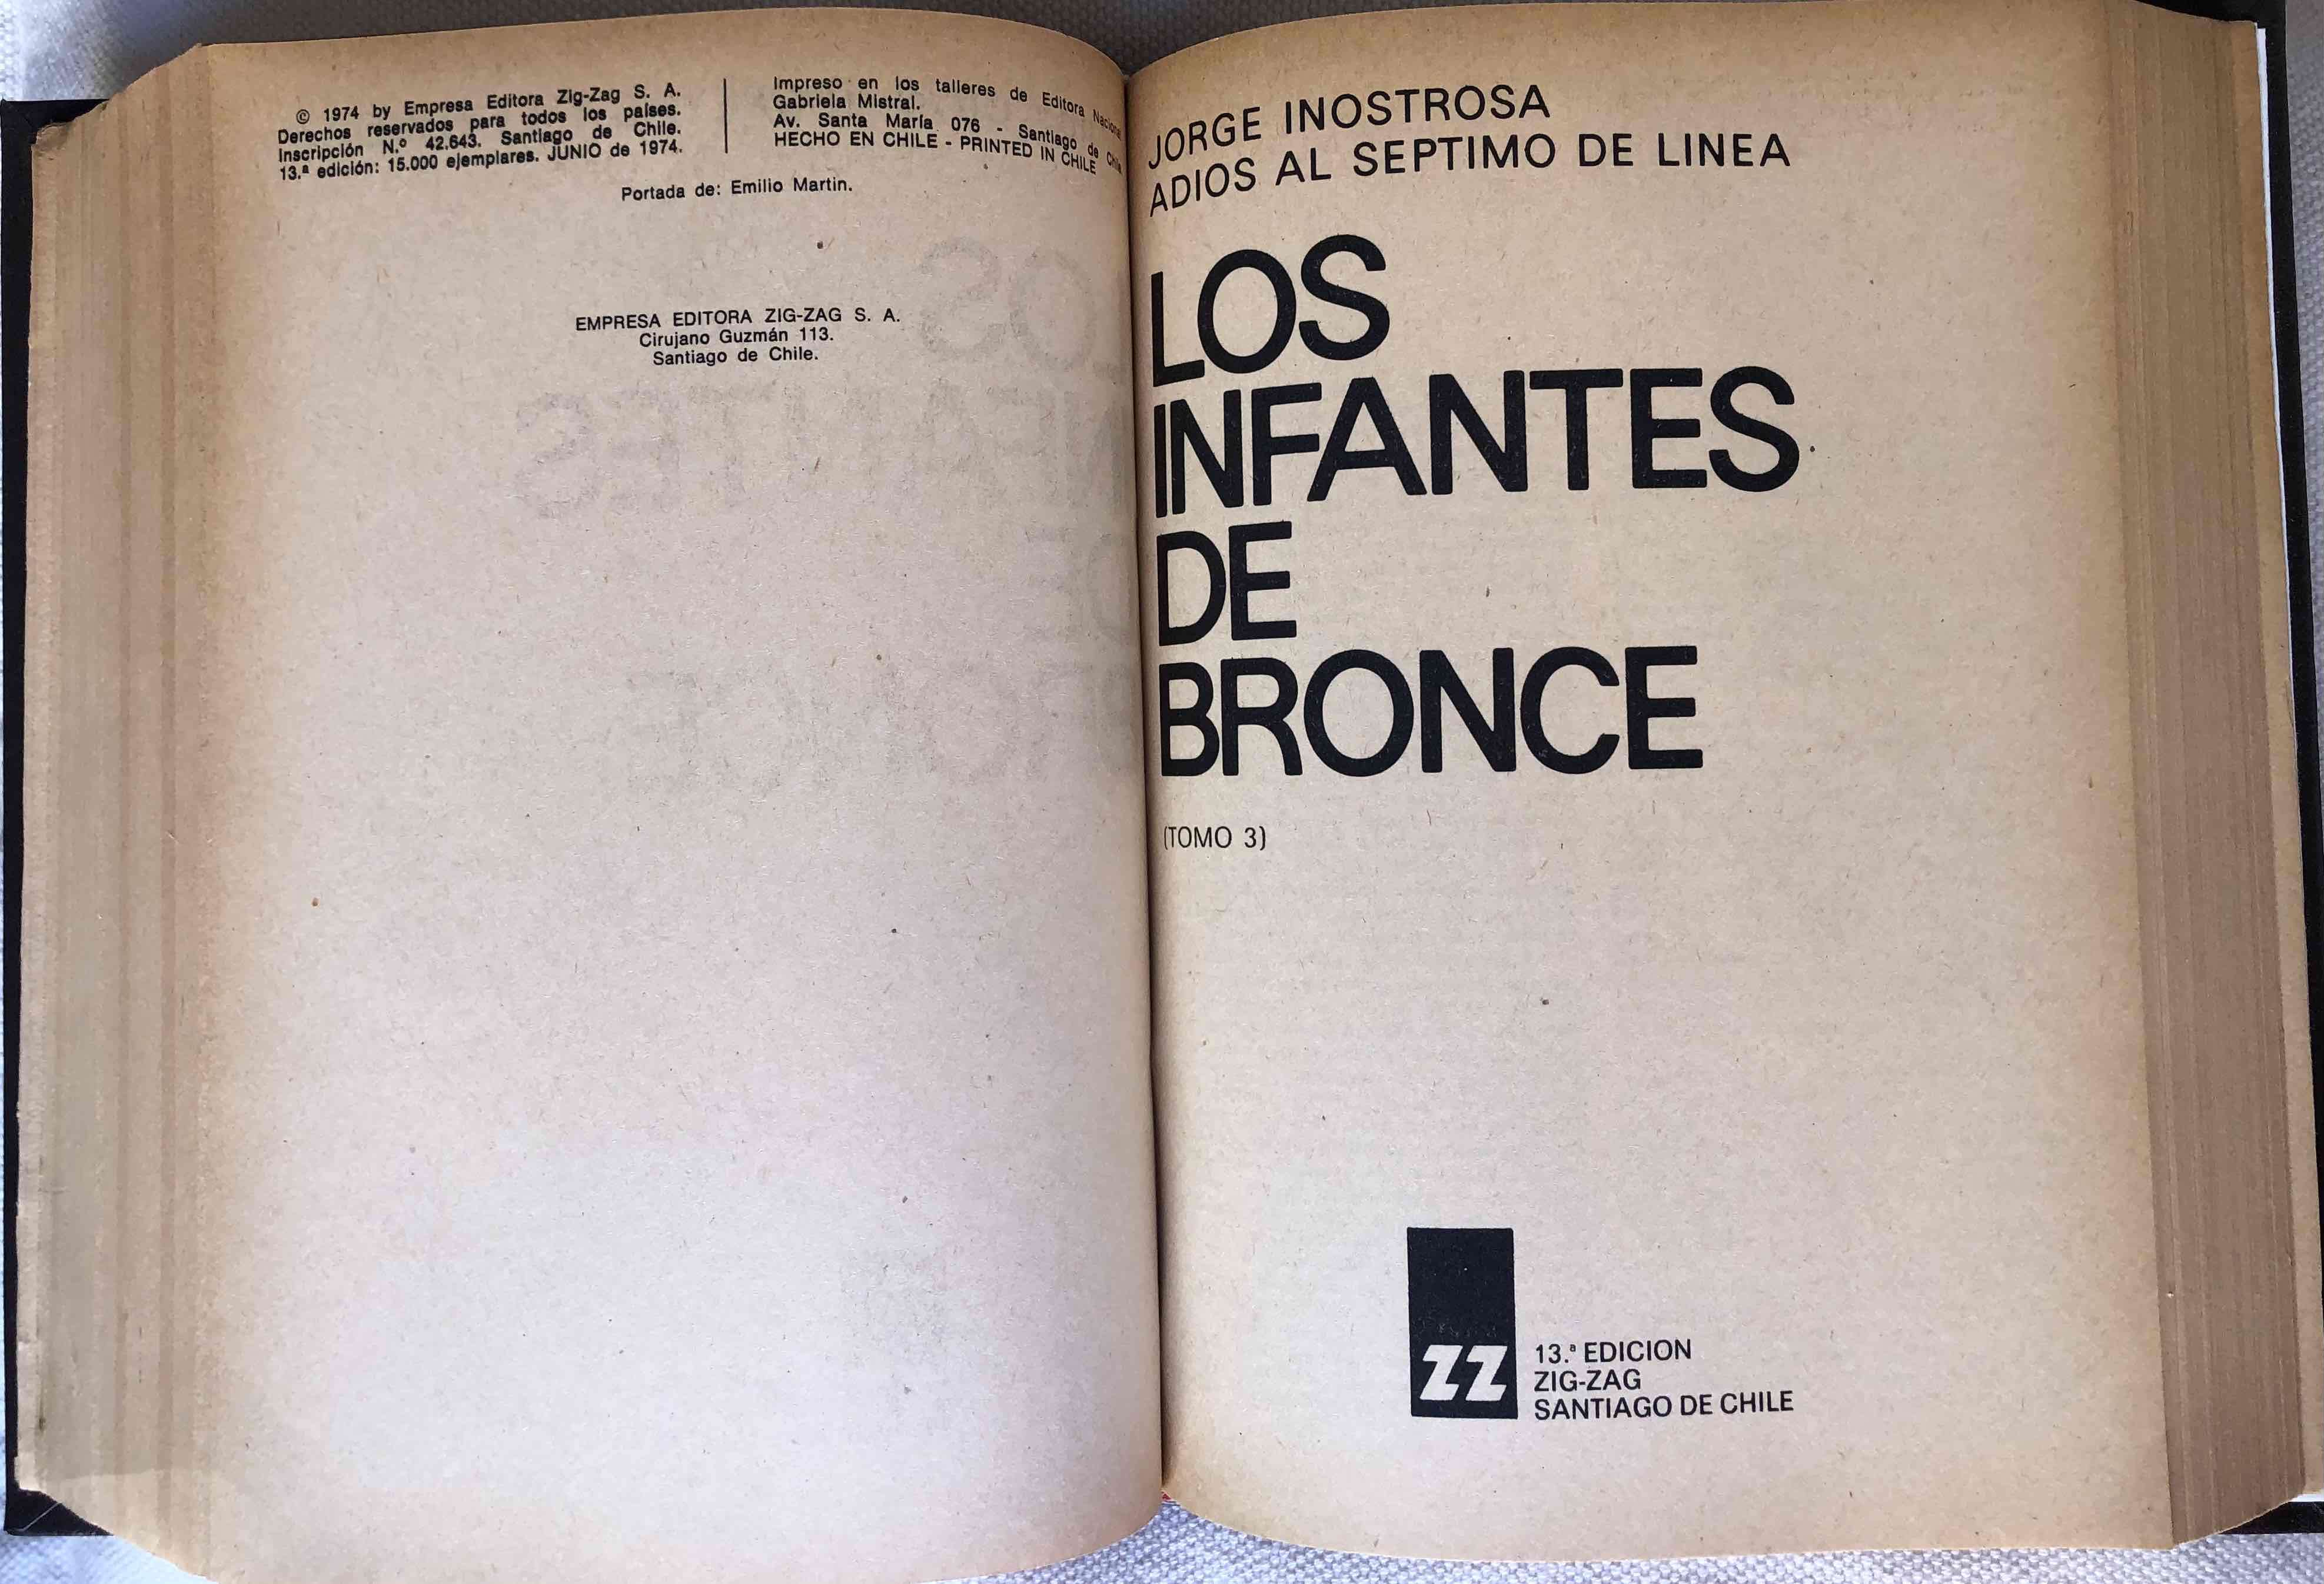 © 1974 by Empresa Editora Zig-Zag S. A.
Derechos reservados para todos los países.
Inscripción N.º 42.643. Santiago de Chile.
13.ª edición: 15.000 ejemplares. JUNIO de 1974.
Impreso en los talleres de Editora Nacional
Gabriela Mistral.
Av. Santa María 076 - Santiago de Chile
HECHO EN CHILE - PRINTED IN CHILE
Portada de: Emilio Martin.
EMPRESA EDITORA ZIG-ZAG S. A.
Cirujano Guzmán 113.
Santiago de Chile.
JORGE INOSTROSA
ADIOS AL SEPTIMO DE LINEA
LOS
INFANTES
DE
BRONCE
(TOMO 3)
ZZ
13.ª EDICION
ZIG-ZAG
SANTIAGO DE CHILE